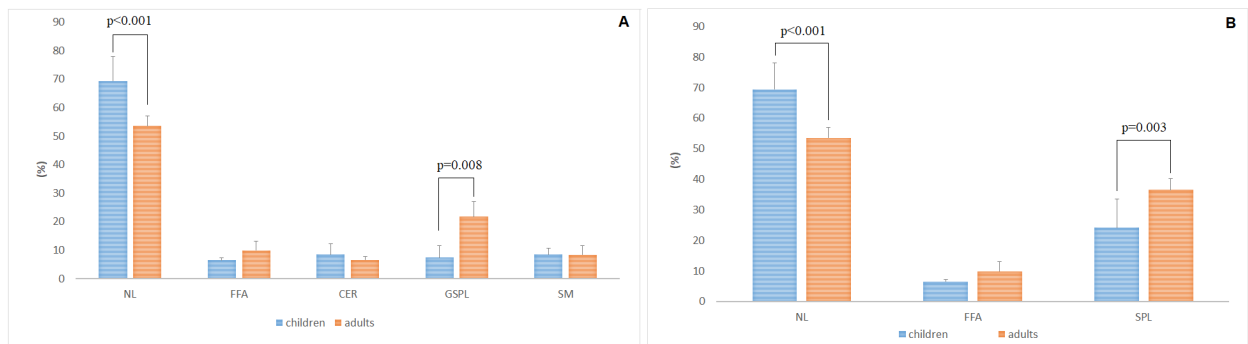 A
90
80
70
60
50
40
30
20
10
0
(%)
p<0.001
p=0.008
NL FFA CER GSPL SM
children adults
B
90
80
70
60
50
40
30
20
10
0
(%)
p<0.001
p=0.003
NL FFA SPL
children adults